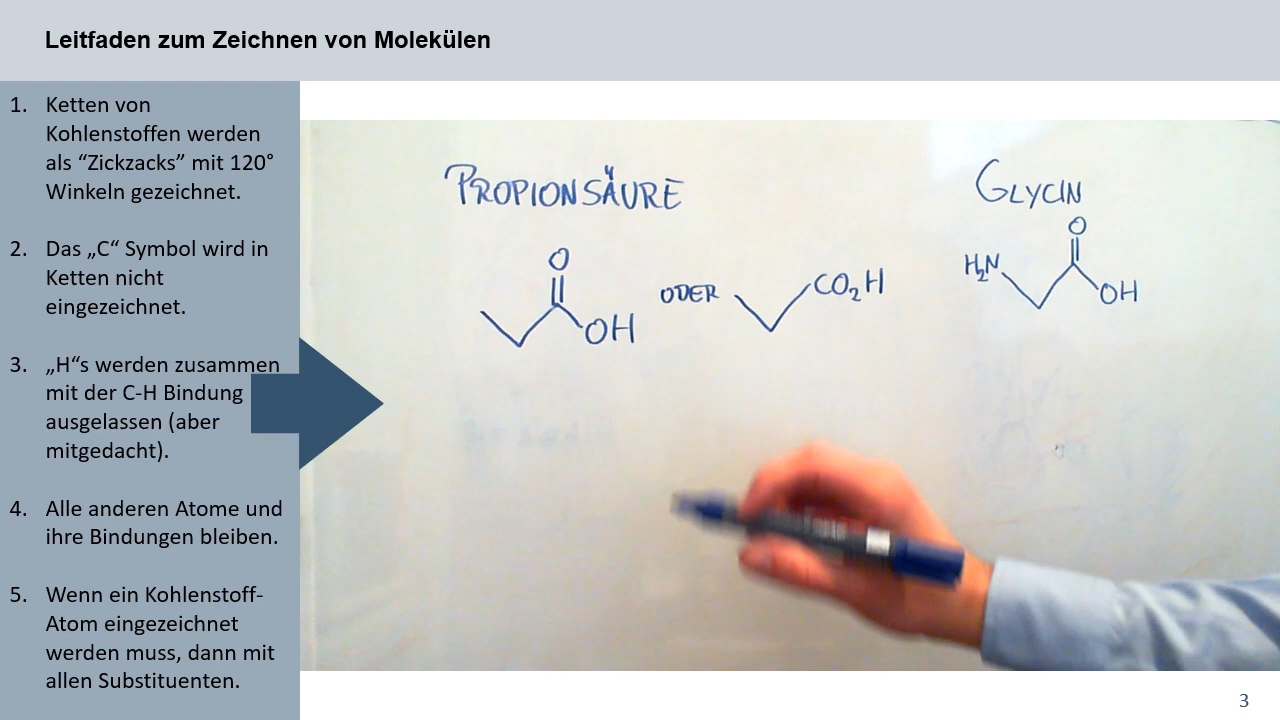 Leitfaden zum Zeichnen von Molekülen
1. Ketten von
Kohlenstoffen werden
als “Zickzacks” mit 120°
Winkeln gezeichnet.
2. Das „C“ Symbol wird in
Ketten nicht
eingezeichnet.
3. „H“s werden zusammen
mit der C-H Bindung
ausgelassen (aber
mitgedacht).
4. Alle anderen Atome und
ihre Bindungen bleiben.
5. Wenn ein Kohlenstoff-
Atom eingezeichnet
werden muss, dann mit
allen Substituenten.
PROPIONSÄURE
O
OH
ODER
CO₂H
GLYCIN
O
H₂N
OH
3